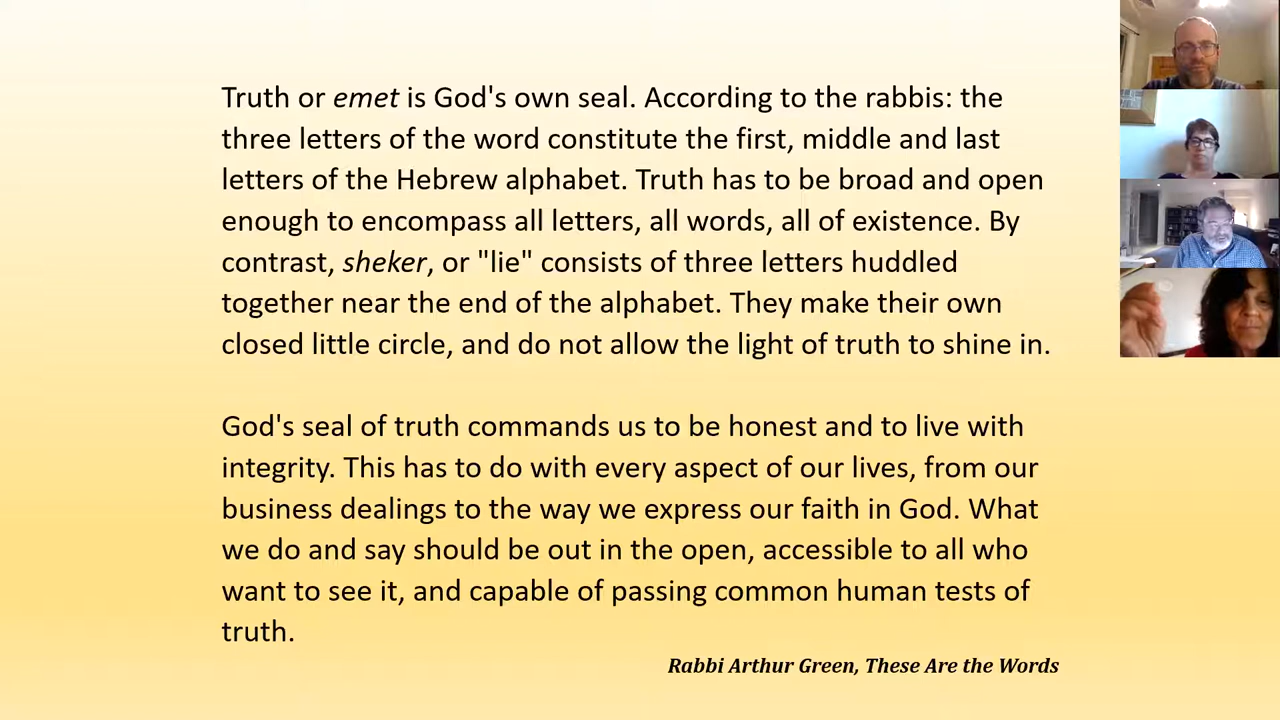 Truth or emet is God's own seal. According to the rabbis: the
three letters of the word constitute the first, middle and last
letters of the Hebrew alphabet. Truth has to be broad and open
enough to encompass all letters, all words, all of existence. By
contrast, sheker, or "lie" consists of three letters huddled
together near the end of the alphabet. They make their own
closed little circle, and do not allow the light of truth to shine in.
God's seal of truth commands us to be honest and to live with
integrity. This has to do with every aspect of our lives, from our
business dealings to the way we express our faith in God. What
we do and say should be out in the open, accessible to all who
want to see it, and capable of passing common human tests of
truth.
Rabbi Arthur Green, These Are the Words